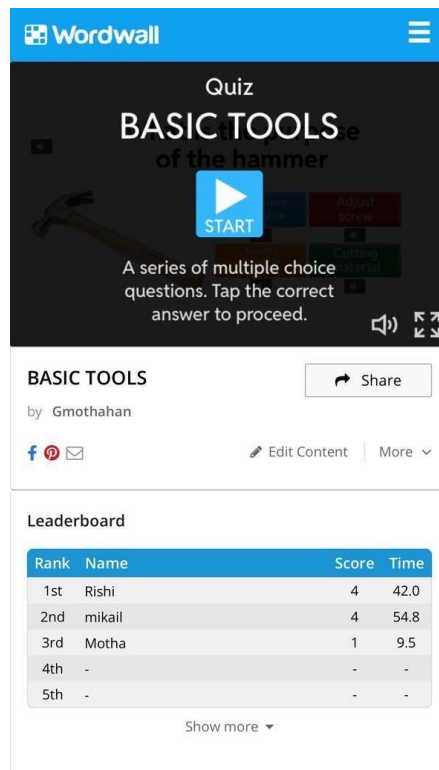 Wordwall
Quiz
BASIC TOOLS
of the hammer
START
Adjust
screw
Cutting
material
A series of multiple choice
questions. Tap the correct
answer to proceed.
BASIC TOOLS
Share
by Gmothahan
Edit Content
More
Leaderboard
Rank Name Score Time
1st Rishi 4 42.0
2nd mikail 4 54.8
3rd Motha 1 9.5
4th - - -
5th - - -
Show more